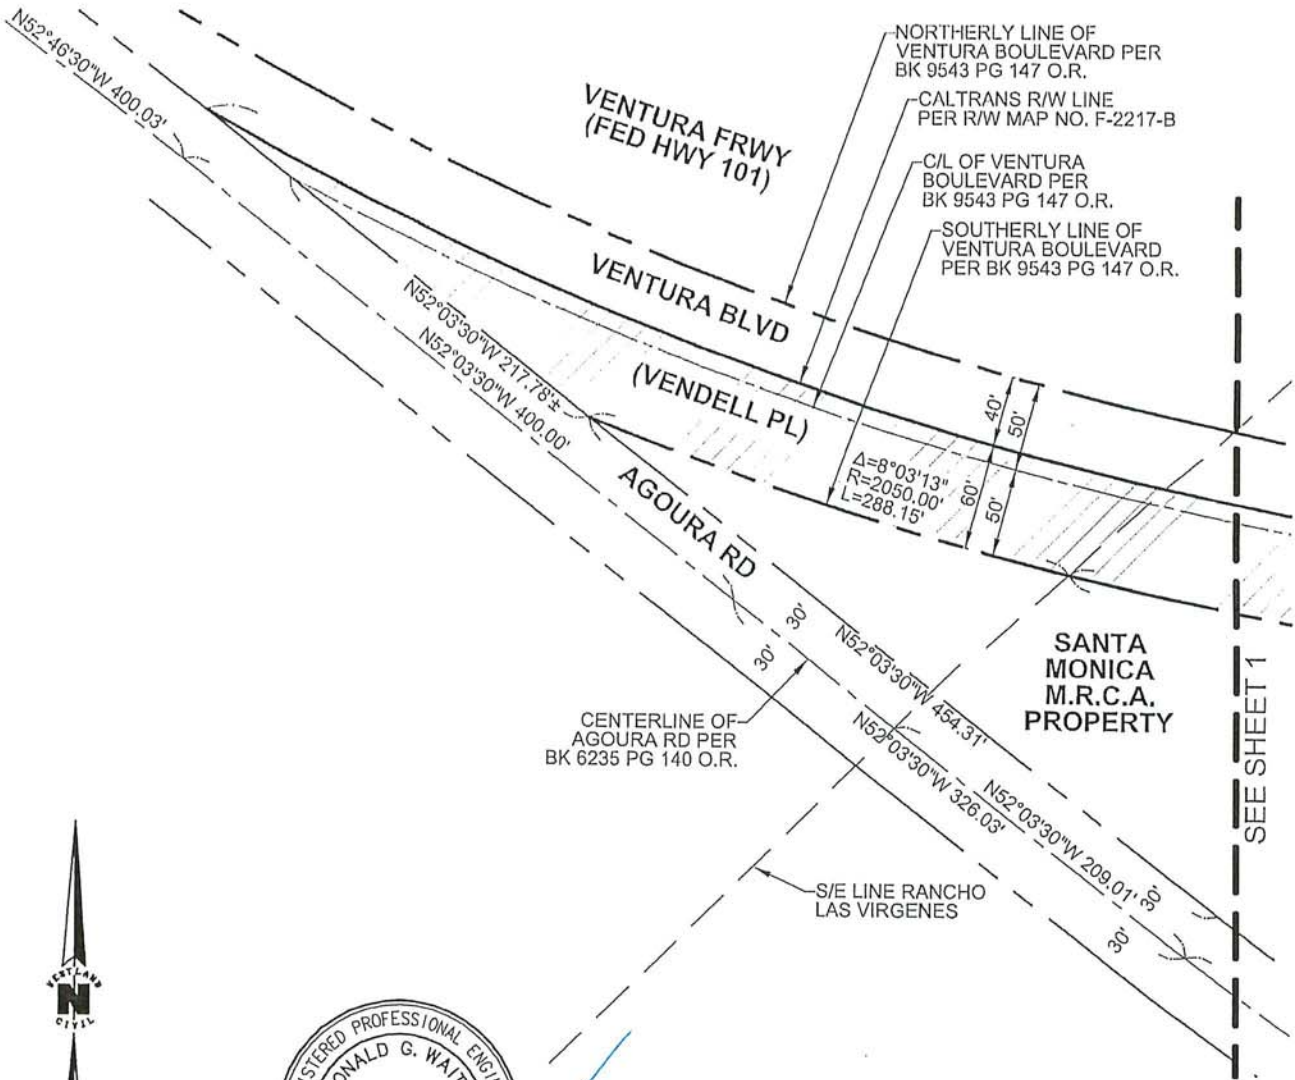 N52°46'30"W 400.03'
NORTHERLY LINE OF
VENTURA BOULEVARD PER
BK 9543 PG 147 O.R.
CALTRANS R/W LINE
PER R/W MAP NO. F-2217-B
C/L OF VENTURA
BOULEVARD PER
BK 9543 PG 147 O.R.
SOUTHERLY LINE OF
VENTURA BOULEVARD
PER BK 9543 PG 147 O.R.
VENTURA FRWY
(FED HWY 101)
VENTURA BLVD
(VENDELL PL)
N52°03'30"W 217.78'±
N52°03'30"W 400.00'
40'
50'
60'
50'
Δ=8°03'13"
R=2050.00'
L=288.15'
AGOURA RD
30'
30'
N52°03'30"W 454.31'
SANTA
MONICA
M.R.C.A.
PROPERTY
SEE SHEET 1
CENTERLINE OF
AGOURA RD PER
BK 6235 PG 140 O.R.
N52°03'30"W 326.03'
N52°03'30"W 209.01'
30'
30'
S/E LINE RANCHO
LAS VIRGENES
VENTLAND
N
CIVIL
PROFESSIONAL
G.